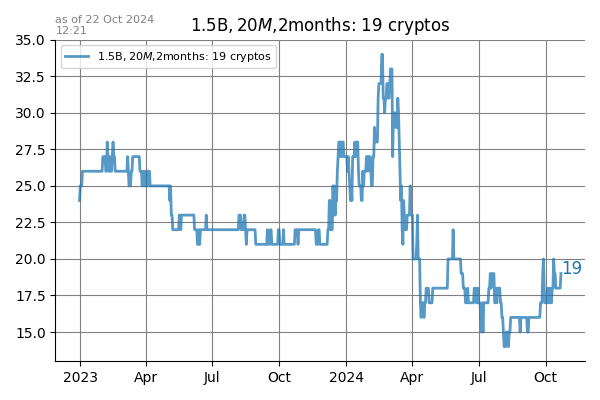 as of 22 Oct 2024
12:21
1.5B, 20M,2months: 19 cryptos
1.5B, 20M,2months: 19 cryptos
35.0
32.5
30.0
27.5
25.0
22.5
20.0
17.5
15.0
19
2023
Apr
Jul
Oct
2024
Apr
Jul
Oct